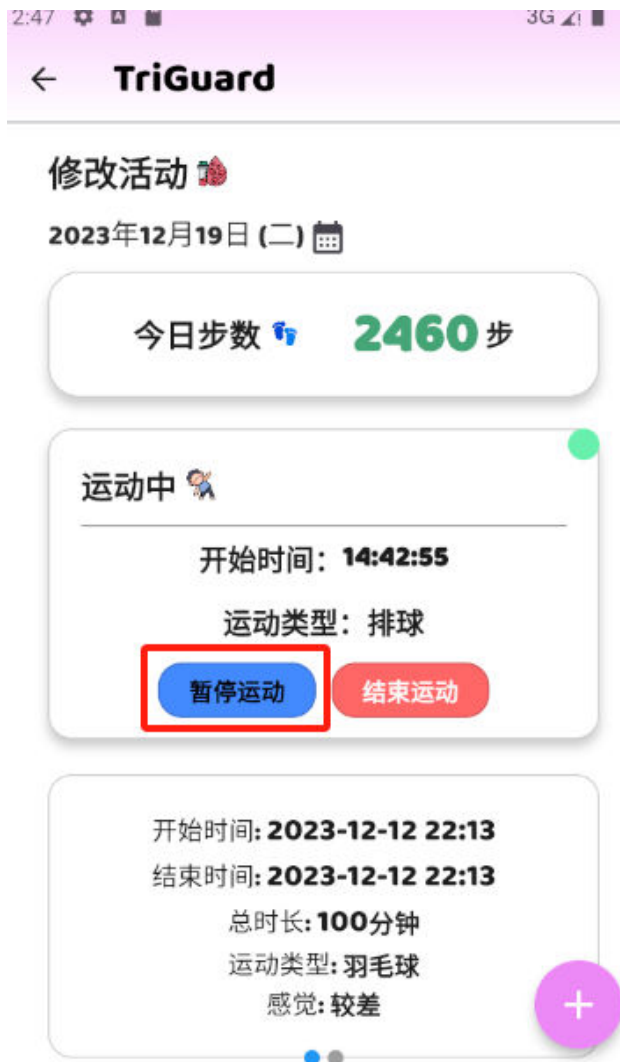 2:47 3G
TriGuard
修改活动
2023年12月19日 (二)
今日步数 2460 步
运动中
开始时间：14:42:55
运动类型：排球
暂停运动 结束运动
开始时间: 2023-12-12 22:13
结束时间: 2023-12-12 22:13
总时长: 100分钟
运动类型: 羽毛球
感觉: 较差